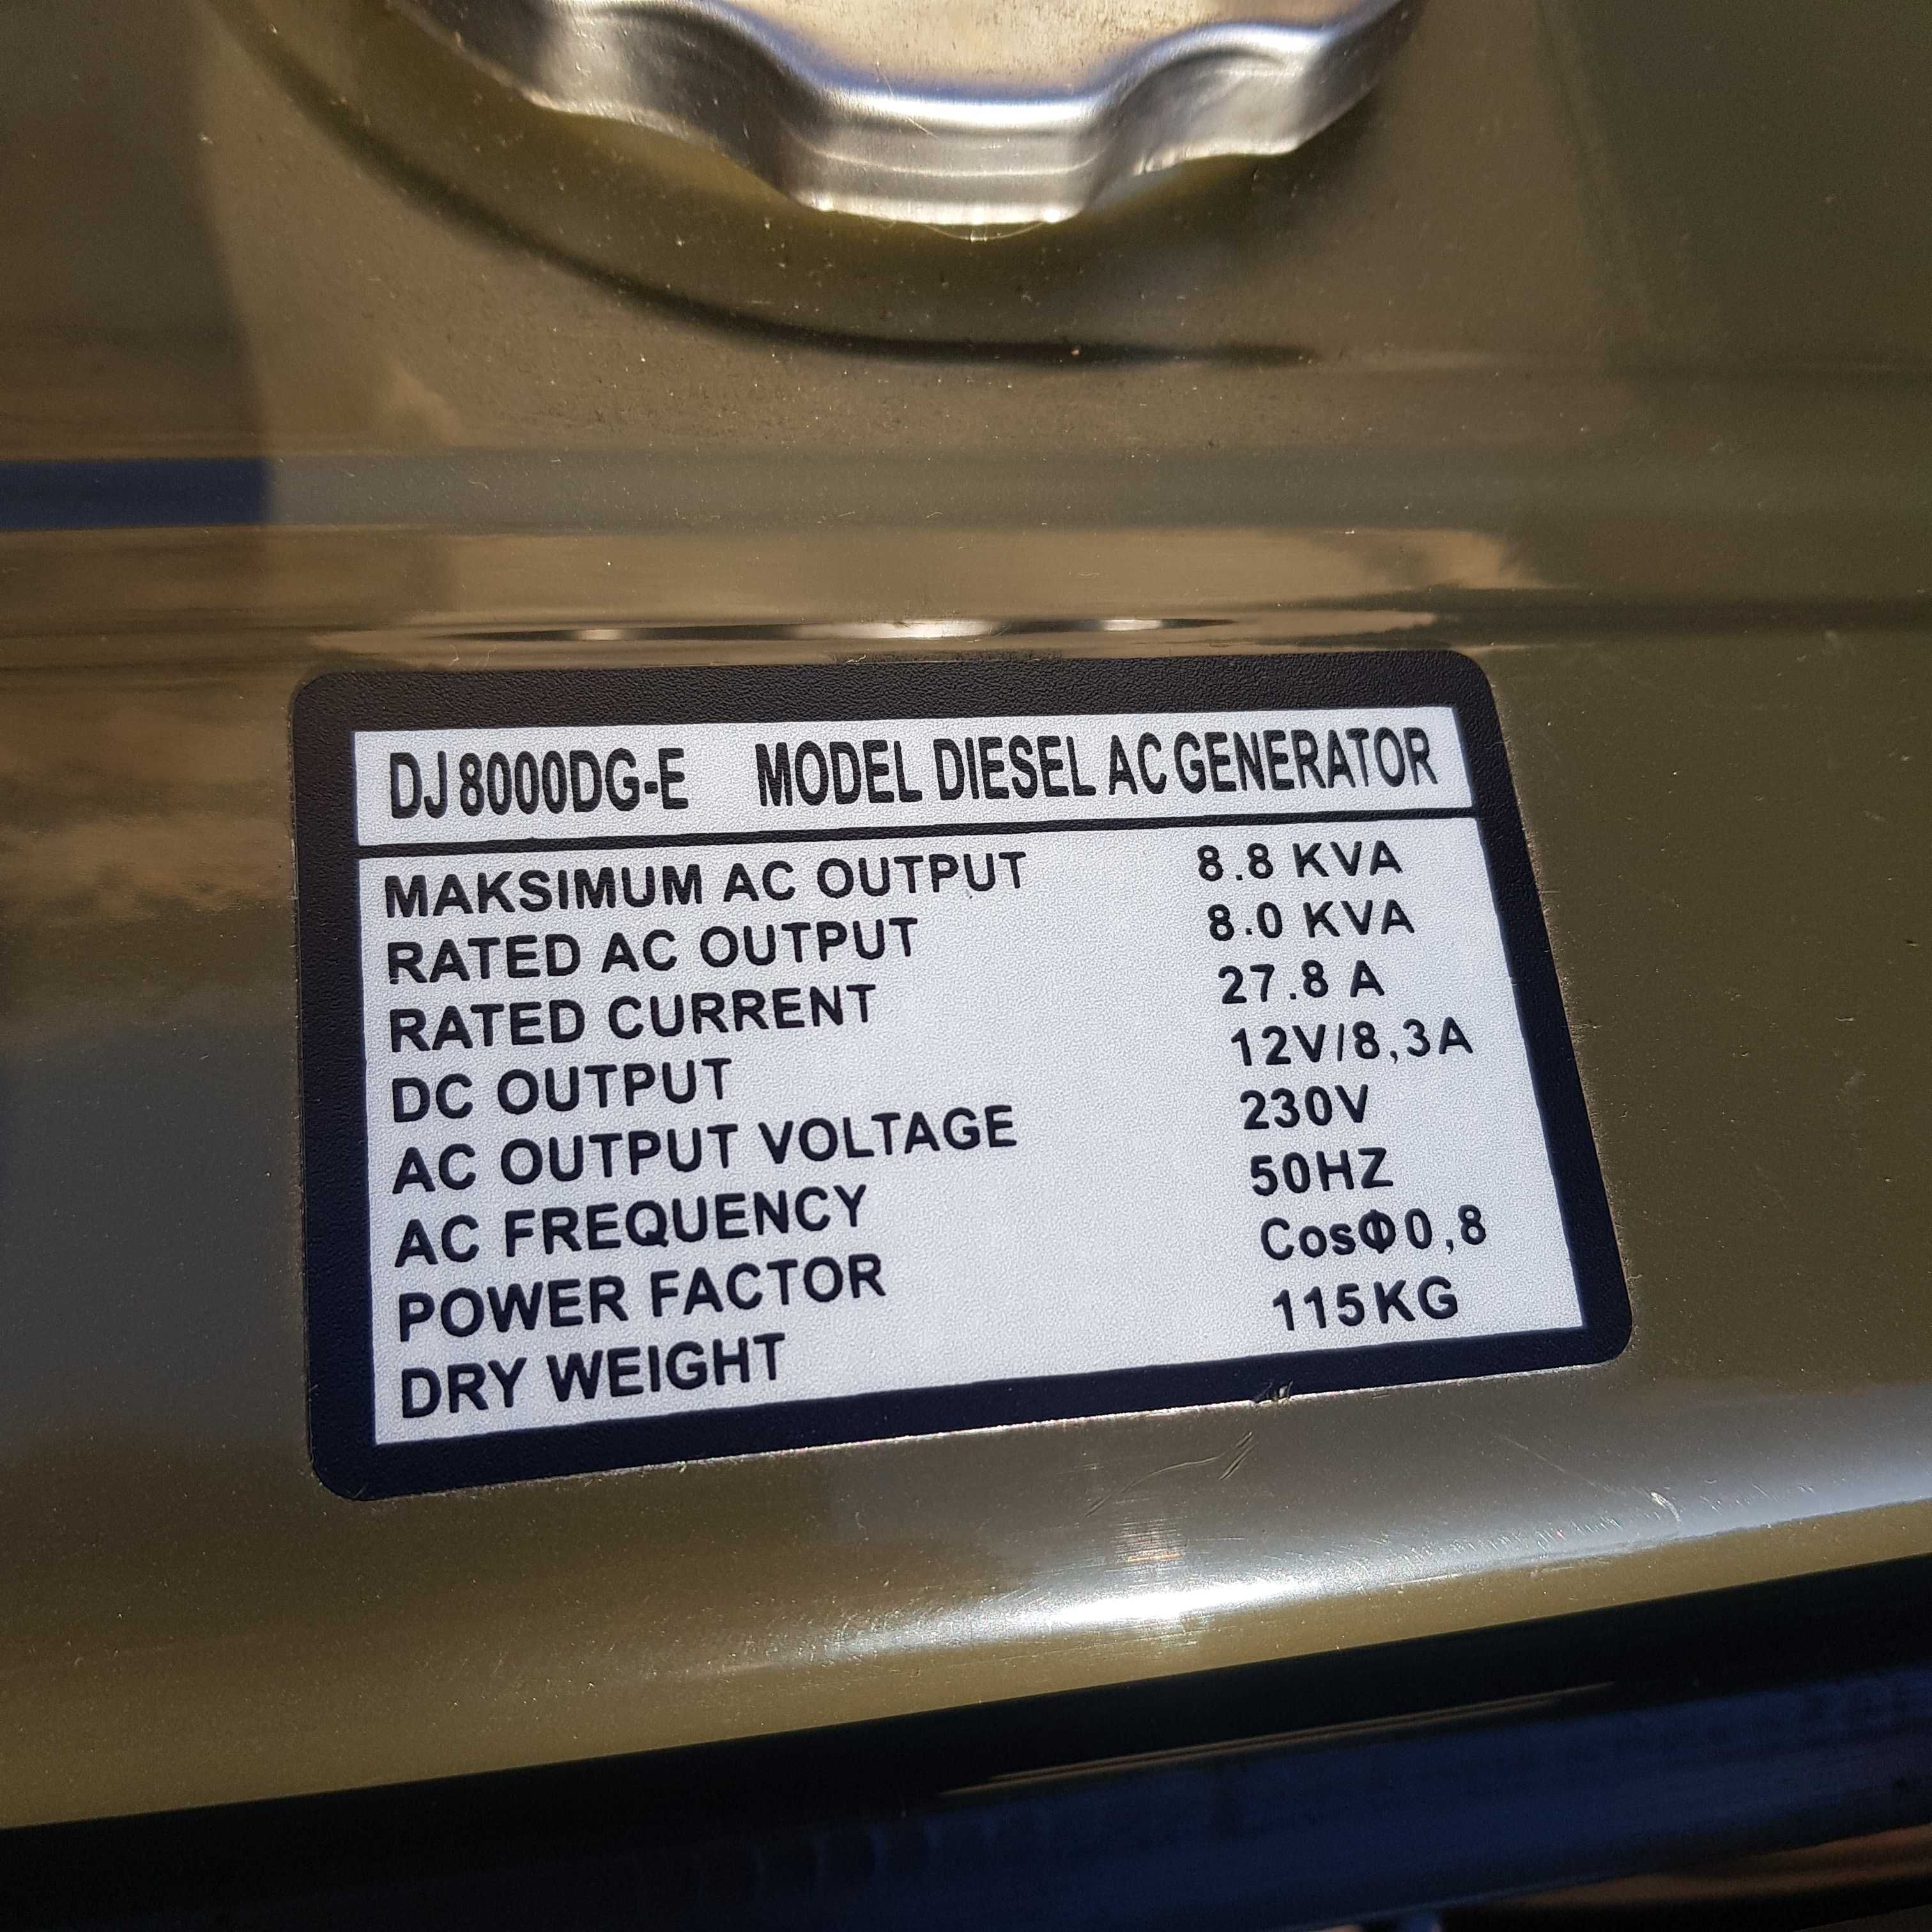 DJ8000DG-E MODEL DIESEL AC GENERATOR
MAKSIMUM AC OUTPUT 8.8 KVA
RATED AC OUTPUT 8.0 KVA
RATED CURRENT 27.8 A
DC OUTPUT 12V/8,3A
AC OUTPUT VOLTAGE 230V
AC FREQUENCY 50HZ
POWER FACTOR CosΦ0,8
DRY WEIGHT 115KG